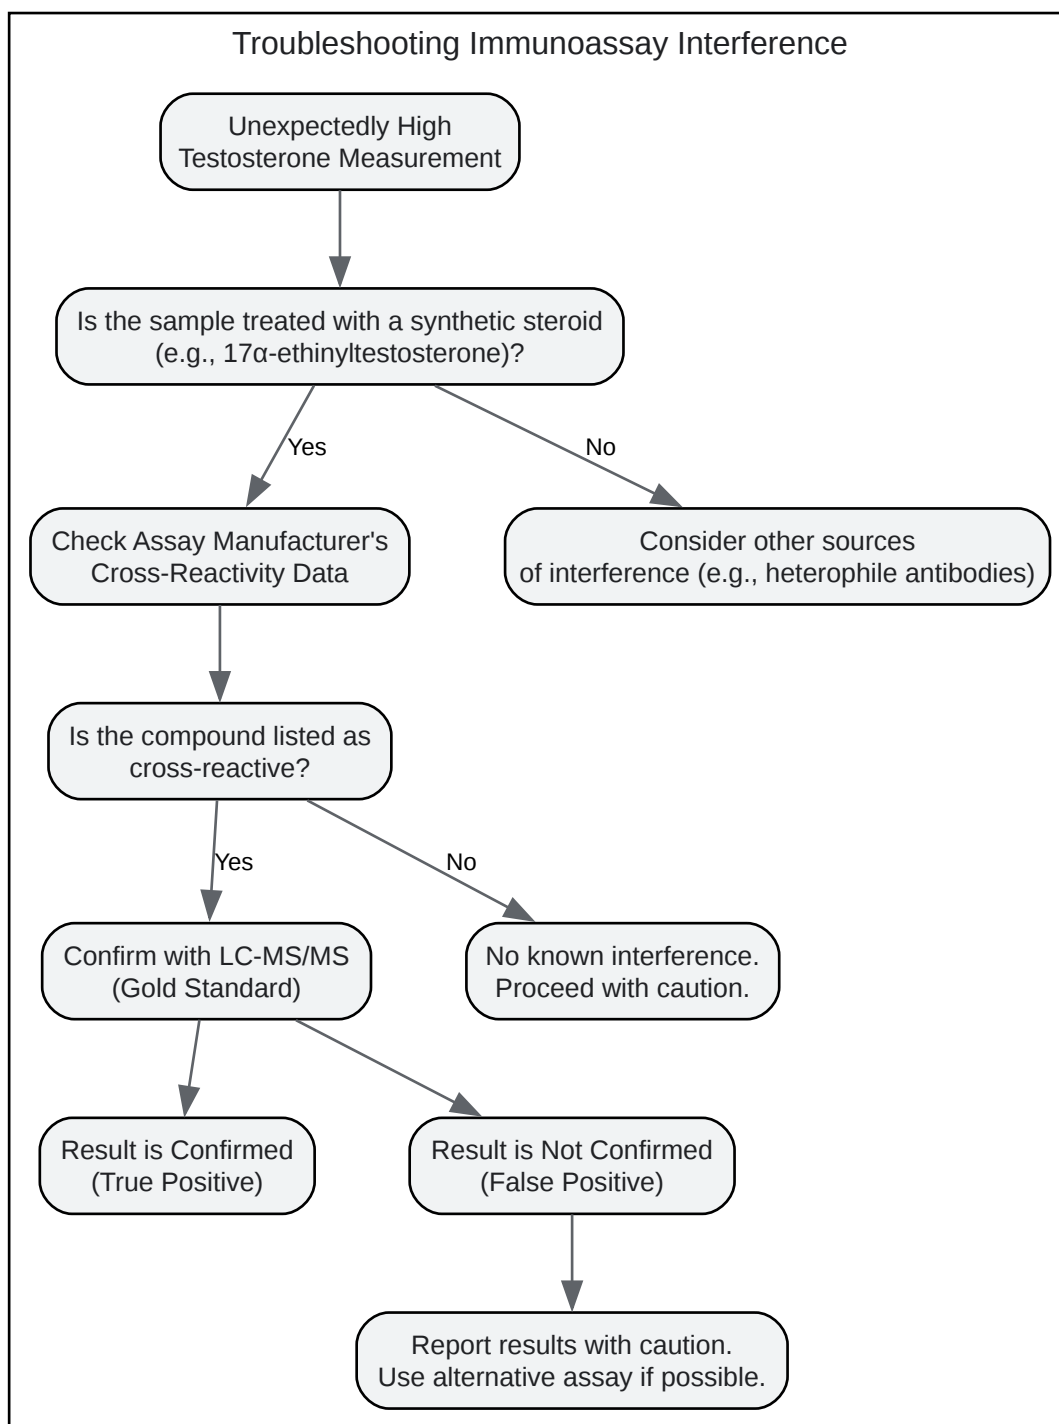 Troubleshooting Immunoassay Interference
Unexpectedly High
Testosterone Measurement
Is the sample treated with a synthetic steroid
(e.g., 17α-ethinyltestosterone)?
Yes
No
Check Assay Manufacturer's
Cross-Reactivity Data
Consider other sources
of interference (e.g., heterophile antibodies)
Is the compound listed as
cross-reactive?
Yes
No
Confirm with LC-MS/MS
(Gold Standard)
No known interference.
Proceed with caution.
Result is Confirmed
(True Positive)
Result is Not Confirmed
(False Positive)
Report results with caution.
Use alternative assay if possible.